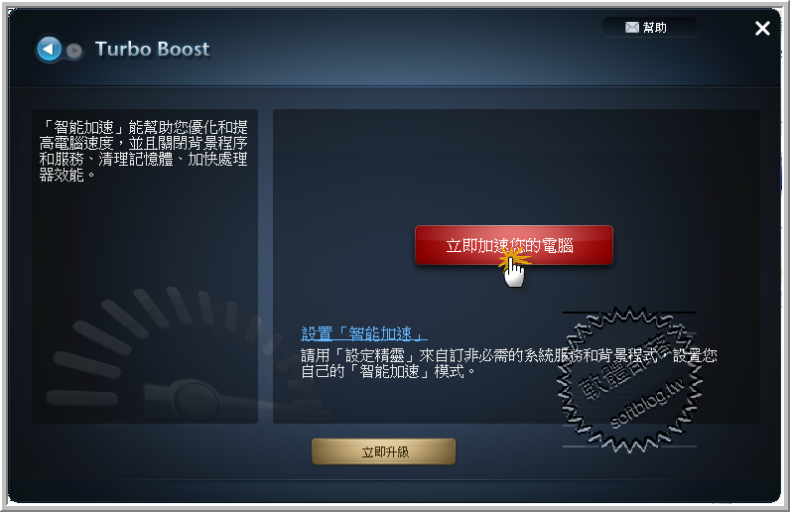 幫助
Turbo Boost
「智能加速」能幫助您優化和提
高電腦速度，並且關閉背景程序
和服務、清理記憶體、加快處理
器效能。
立即加速您的電腦
設置「智能加速」
請用「設定精靈」來自訂非必需的系統服務和背景程式，設置您
自己的「智能加速」模式。
軟體部落
softblog.tw
立即升級